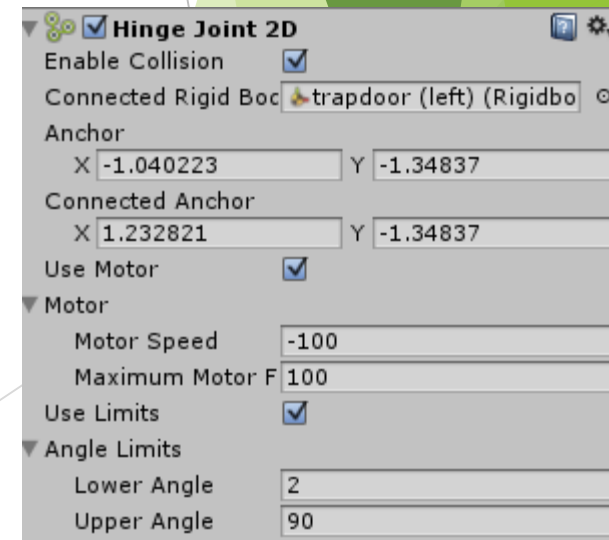 Hinge Joint 2D
Enable Collision
Connected Rigid Boc trapdoor (left) (Rigidbo
Anchor
X -1.040223 Y -1.34837
Connected Anchor
X 1.232821 Y -1.34837
Use Motor
Motor
Motor Speed -100
Maximum Motor F 100
Use Limits
Angle Limits
Lower Angle 2
Upper Angle 90